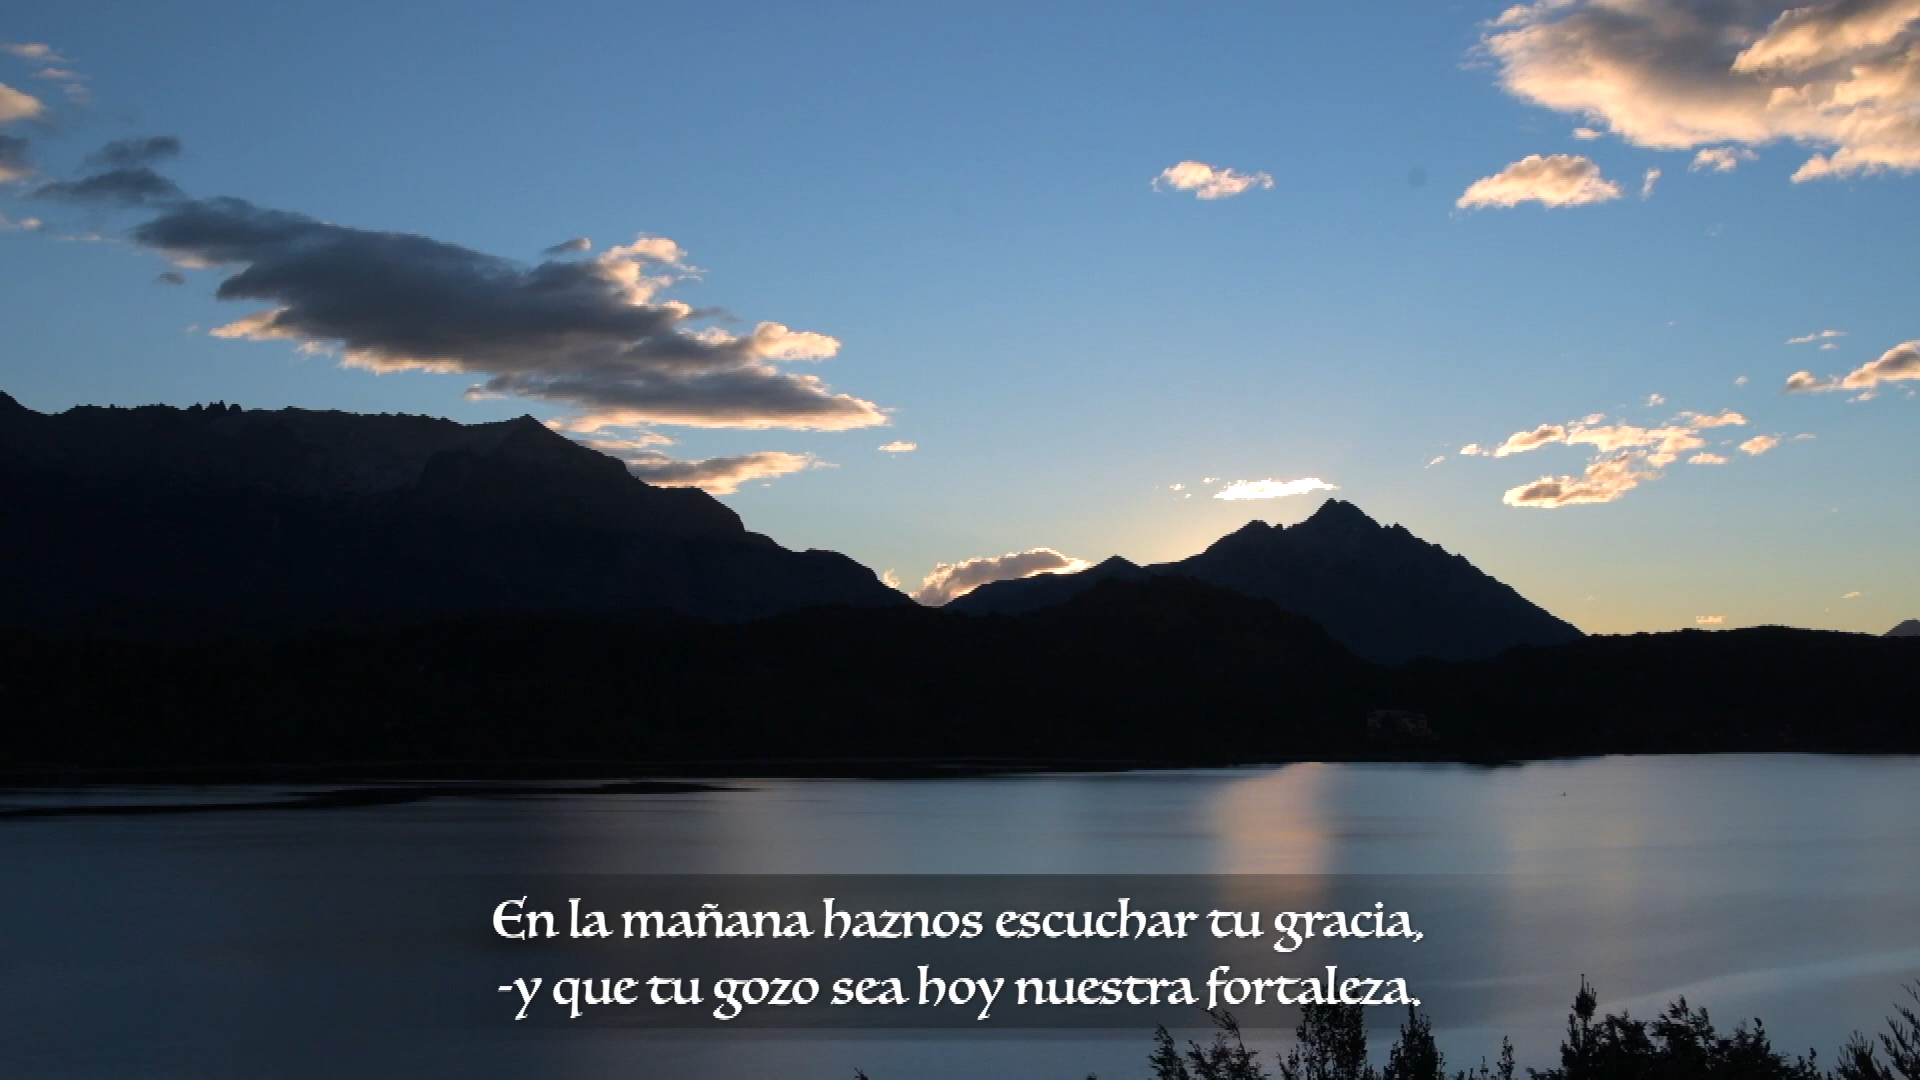 En la mañana haznos escuchar tu gracia,
-y que tu gozo sea hoy nuestra fortaleza.